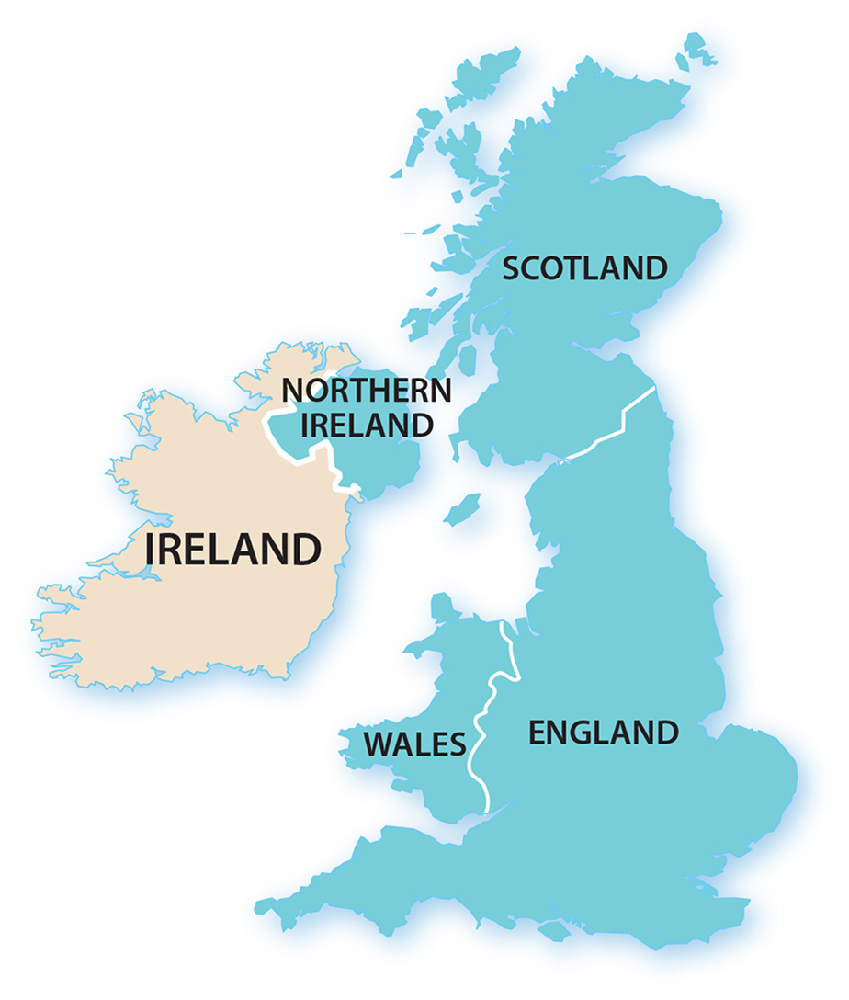 SCOTLAND
NORTHERN
IRELAND
IRELAND
WALES
ENGLAND